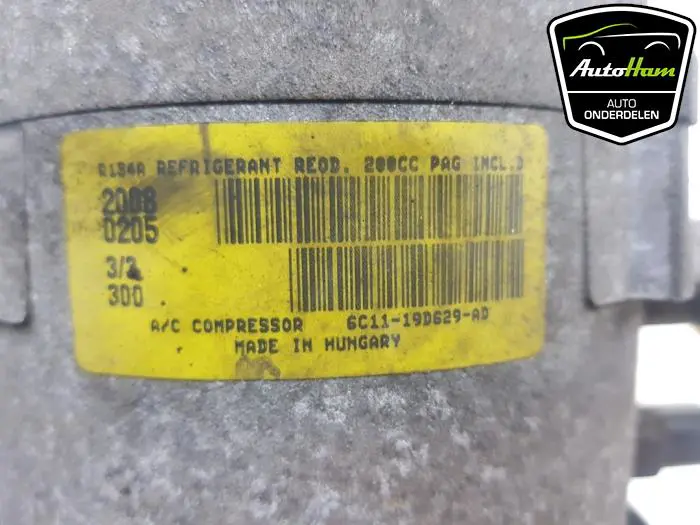 AutoHam
AUTO
ONDERDELEN
R134A REFRIGERANT REQD. 200CC PAG INCL.D
2008
0205
3/2
300
A/C COMPRESSOR 6C11-19D629-AD
MADE IN HUNGARY